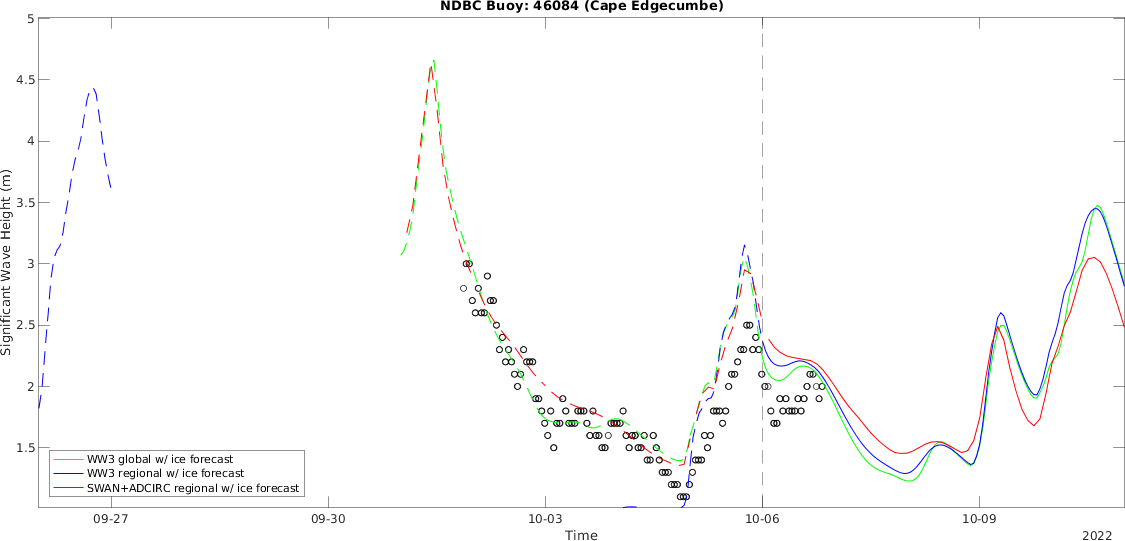 NDBC Buoy: 46084 (Cape Edgecumbe)
5
4.5
4
3.5
3
2.5
2
1.5
Significant Wave Height (m)
WW3 global w/ ice forecast
WW3 regional w/ ice forecast
SWAN+ADCIRC regional w/ ice forecast
09-27 09-30 10-03 10-06 10-09
Time
2022